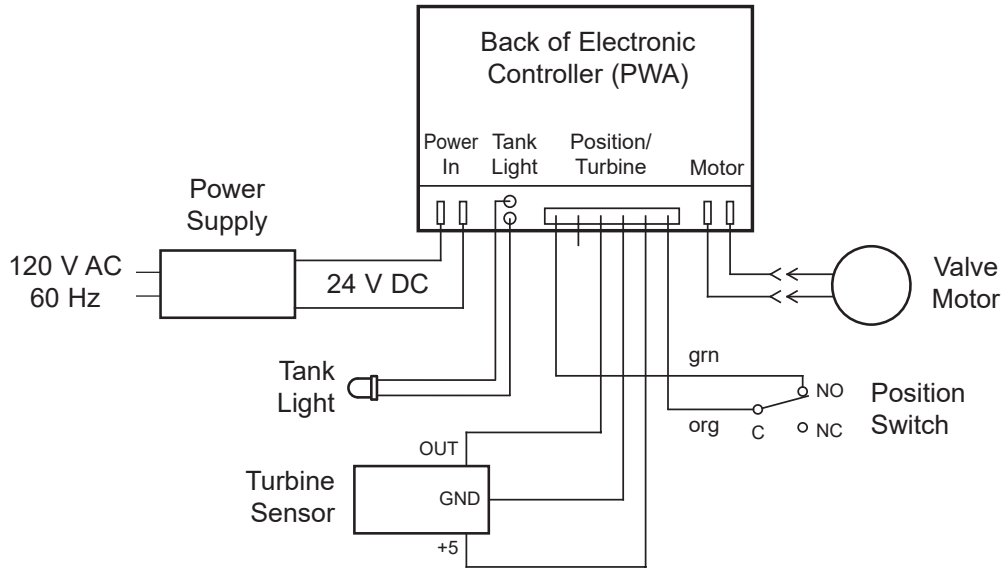 Back of Electronic
Controller (PWA)
Power
In
Tank
Light
Position/
Turbine
Motor
Power
Supply
120 V AC
60 Hz
24 V DC
Valve
Motor
Tank
Light
grn
NO
org
C
NC
Position
Switch
OUT
GND
+5
Turbine
Sensor